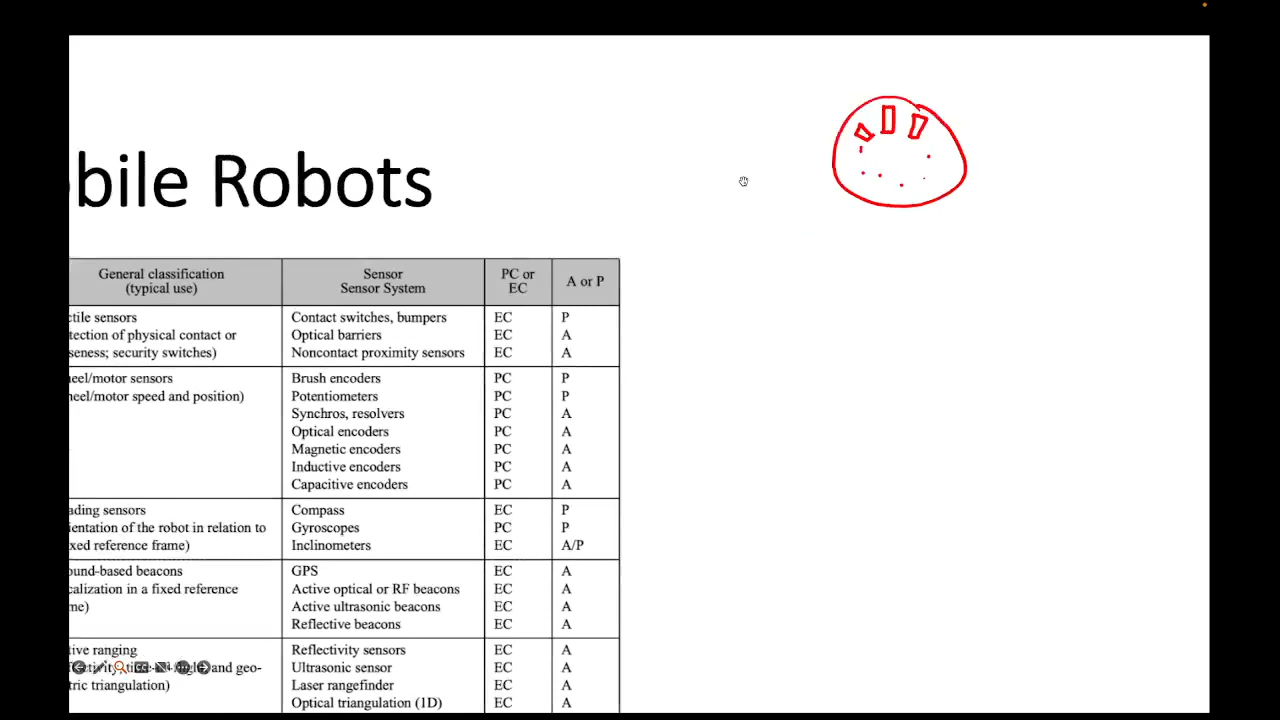 bile Robots
General classification Sensor PC or A or P
(typical use) Sensor System EC
ctile sensors Contact switches, bumpers EC P
tection of physical contact or Optical barriers EC A
seness; security switches) Noncontact proximity sensors EC A
heel/motor sensors Brush encoders PC P
heel/motor speed and position) Potentiometers PC P
Synchros, resolvers PC A
Optical encoders PC A
Magnetic encoders PC A
Inductive encoders PC A
Capacitive encoders PC A
ading sensors Compass EC P
ientation of the robot in relation to Gyroscopes PC P
xed reference frame) Inclinometers EC A/P
ound-based beacons GPS EC A
calization in a fixed reference Active optical or RF beacons EC A
me) Active ultrasonic beacons EC A
Reflective beacons EC A
tive ranging Reflectivity sensors EC A
and geo- Ultrasonic sensor EC A
tric triangulation) Laser rangefinder EC A
Optical triangulation (1D) EC A